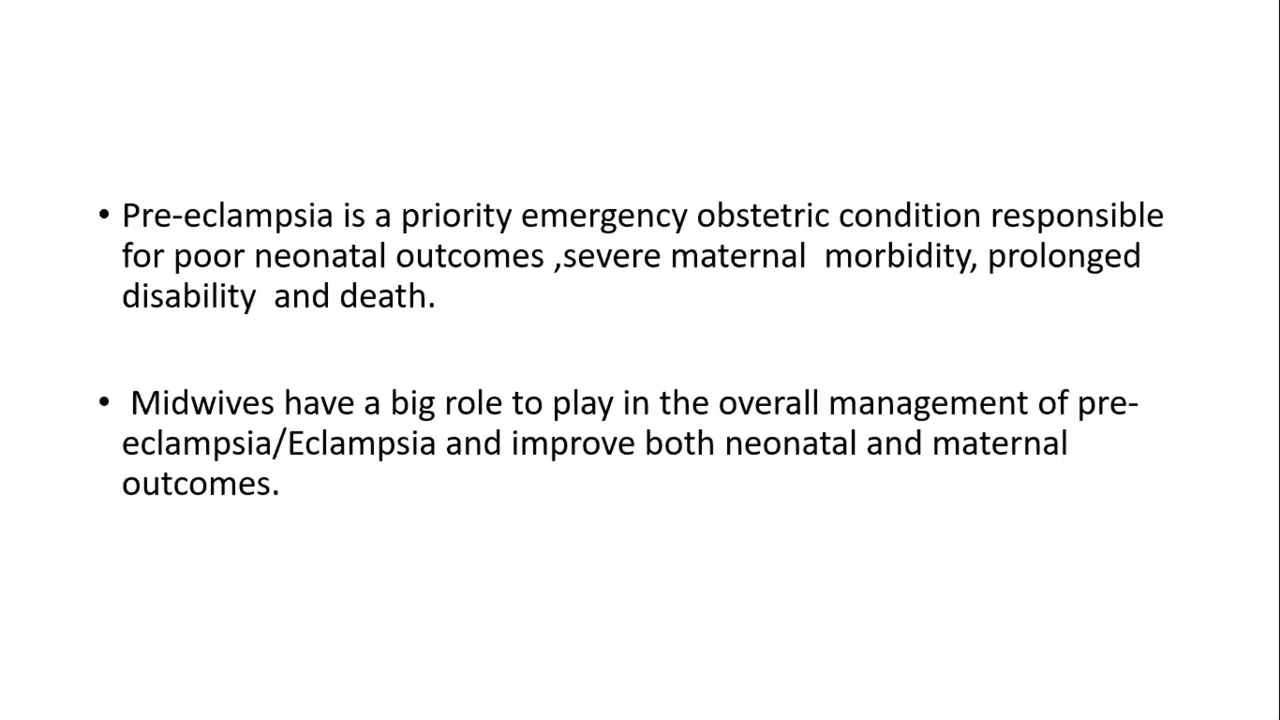 • Pre-eclampsia is a priority emergency obstetric condition responsible
for poor neonatal outcomes ,severe maternal  morbidity, prolonged
disability  and death.
•  Midwives have a big role to play in the overall management of pre-
eclampsia/Eclampsia and improve both neonatal and maternal
outcomes.